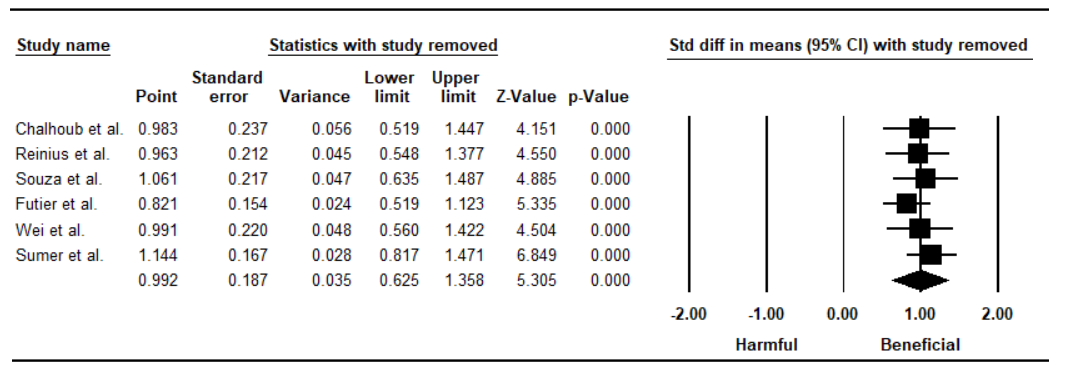 Study name Statistics with study removed Std diff in means (95% CI) with study removed
Standard Lower Upper
Point error Variance limit limit Z-Value p-Value
Chalhoub et al. 0.983 0.237 0.056 0.519 1.447 4.151 0.000
Reinius et al. 0.963 0.212 0.045 0.548 1.377 4.550 0.000
Souza et al. 1.061 0.217 0.047 0.635 1.487 4.885 0.000
Futier et al. 0.821 0.154 0.024 0.519 1.123 5.335 0.000
Wei et al. 0.991 0.220 0.048 0.560 1.422 4.504 0.000
Sumer et al. 1.144 0.167 0.028 0.817 1.471 6.849 0.000
0.992 0.187 0.035 0.625 1.358 5.305 0.000
-2.00 -1.00 0.00 1.00 2.00
Harmful Beneficial